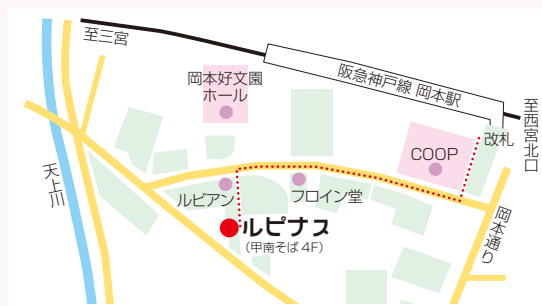 至三宮
阪急神戸線 岡本駅
至西宮北口
改札
岡本好文園
ホール
COOP
天上川
ルビアン
フロイン堂
岡本通り
ルピナス
(甲南そば 4F)